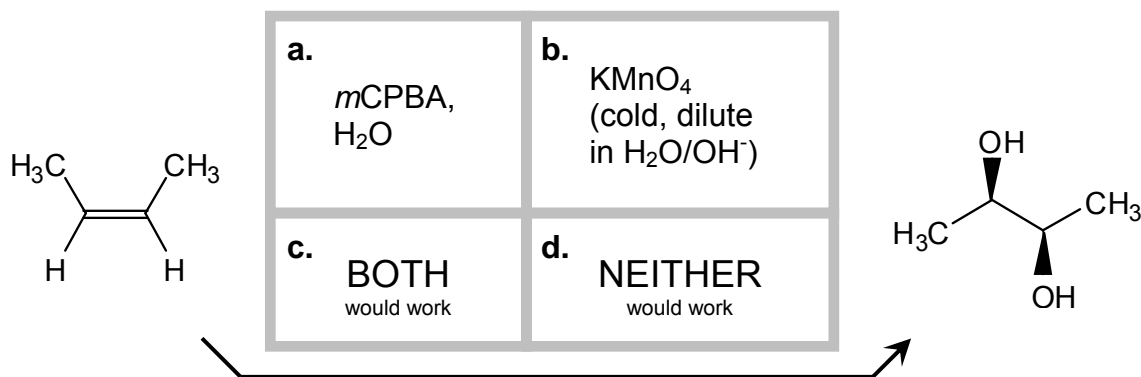 a.
mCPBA,
H₂O
b.
KMnO₄
(cold, dilute
in H₂O/OH⁻)
c.
BOTH
would work
d.
NEITHER
would work
H₃C
CH₃
H
H
OH
H₃C
CH₃
OH